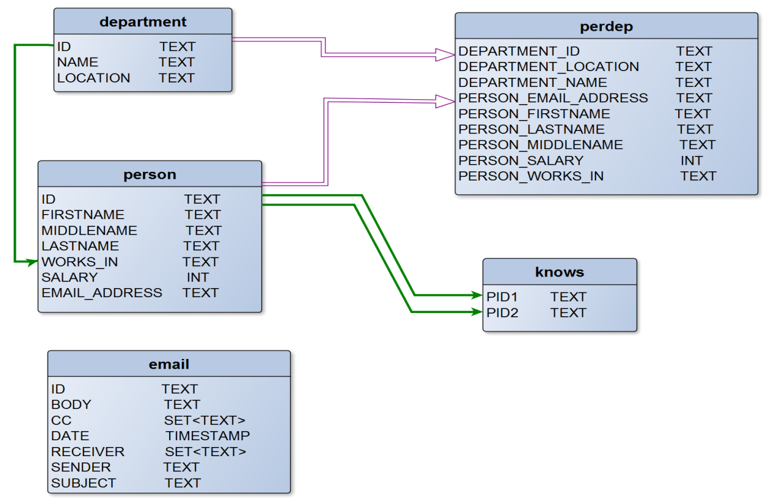 department
ID TEXT
NAME TEXT
LOCATION TEXT
perdep
DEPARTMENT_ID TEXT
DEPARTMENT_LOCATION TEXT
DEPARTMENT_NAME TEXT
PERSON_EMAIL_ADDRESS TEXT
PERSON_FIRSTNAME TEXT
PERSON_LASTNAME TEXT
PERSON_MIDDLENAME TEXT
PERSON_SALARY INT
PERSON_WORKS_IN TEXT
person
ID TEXT
FIRSTNAME TEXT
MIDDLENAME TEXT
LASTNAME TEXT
WORKS_IN TEXT
SALARY INT
EMAIL_ADDRESS TEXT
knows
PID1 TEXT
PID2 TEXT
email
ID TEXT
BODY TEXT
CC SET<TEXT>
DATE TIMESTAMP
RECEIVER SET<TEXT>
SENDER TEXT
SUBJECT TEXT